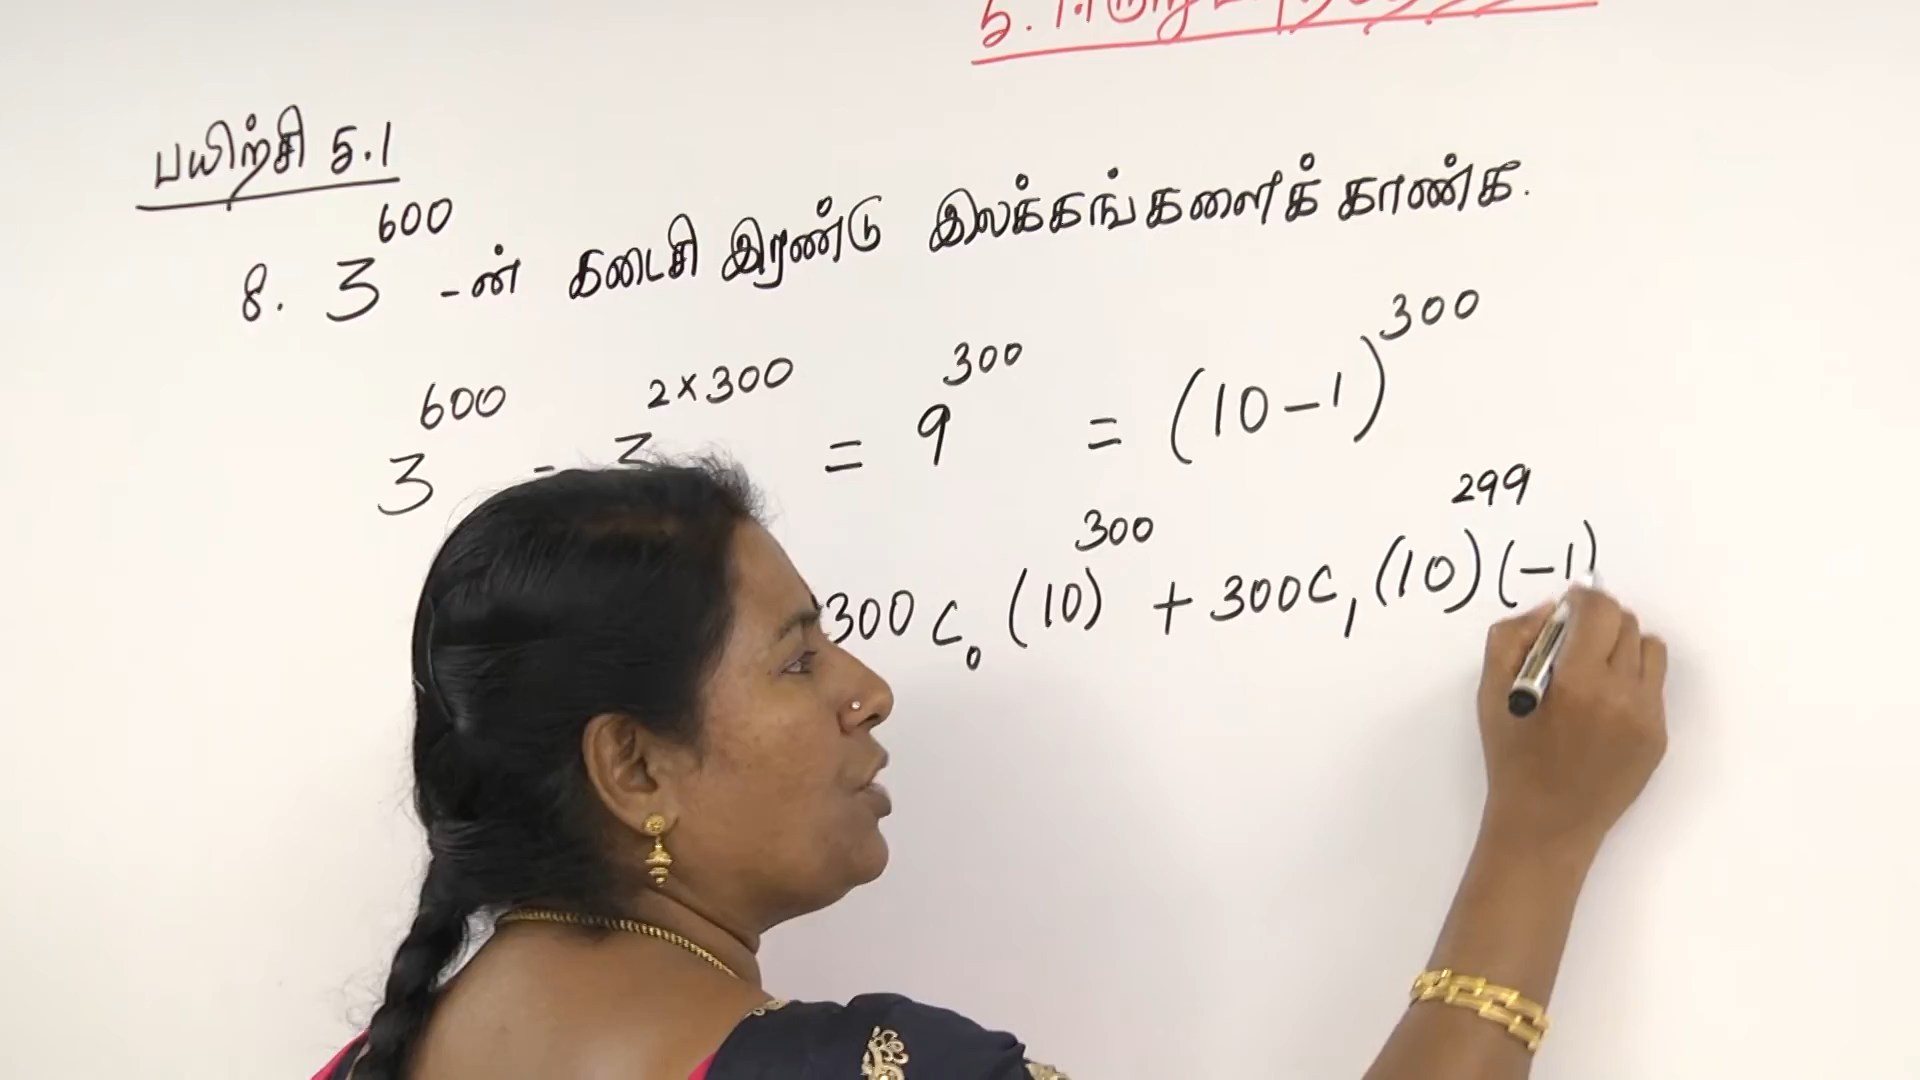 5.
பயிற்சி 5.1
8. 3^600 -ன் கடைசி இரண்டு இலக்கங்களைக் காண்க.
3^600 = 3^2×300 = 9^300 = (10-1)^300
300C₀ (10)^300 + 300C₁ (10)^299 (-1)